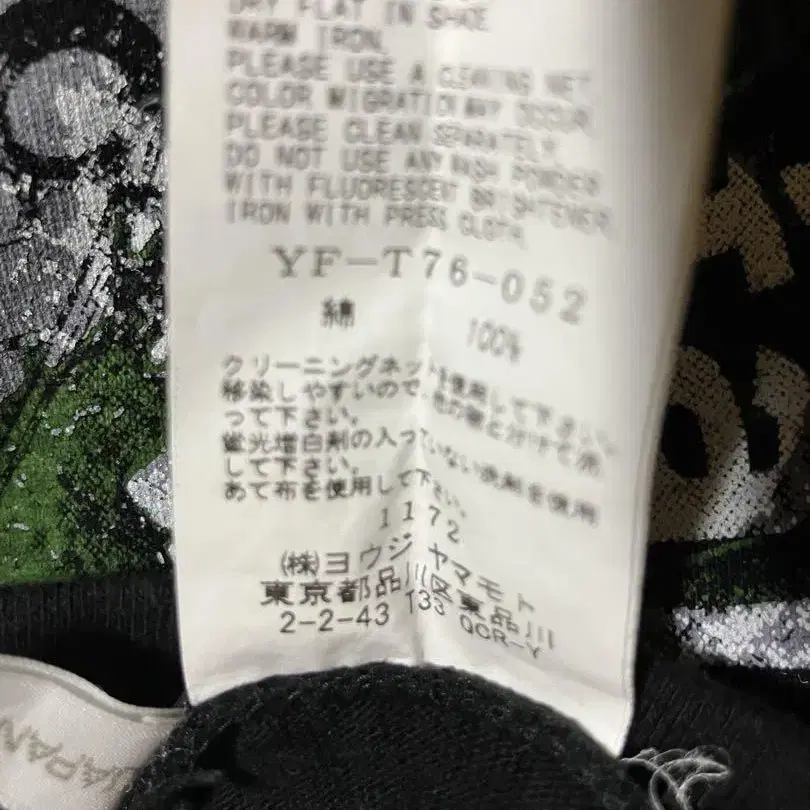 DRY FLAT IN SHADE
WARM IRON.
PLEASE USE A CLEANING NET
COLOR MIGRATION MAY OCCUR.
PLEASE CLEAN SEPARATELY
DO NOT USE ANY WASH POWDER
WITH FLUORESCENT BRIGHTENER.
IRON WITH PRESS CLOTH.
YF-T76-052
綿 100%
クリーニングネットを使用して下さい。
移染しやすいので、他の物と分けて洗
って下さい。
蛍光増白剤の入っていない洗剤を使用
して下さい。
あて布を使用して下さい。
1172
㈱ヨウジヤマモト
東京都品川区東品川
2-2-43 T33 QCR-Y
JAPAN